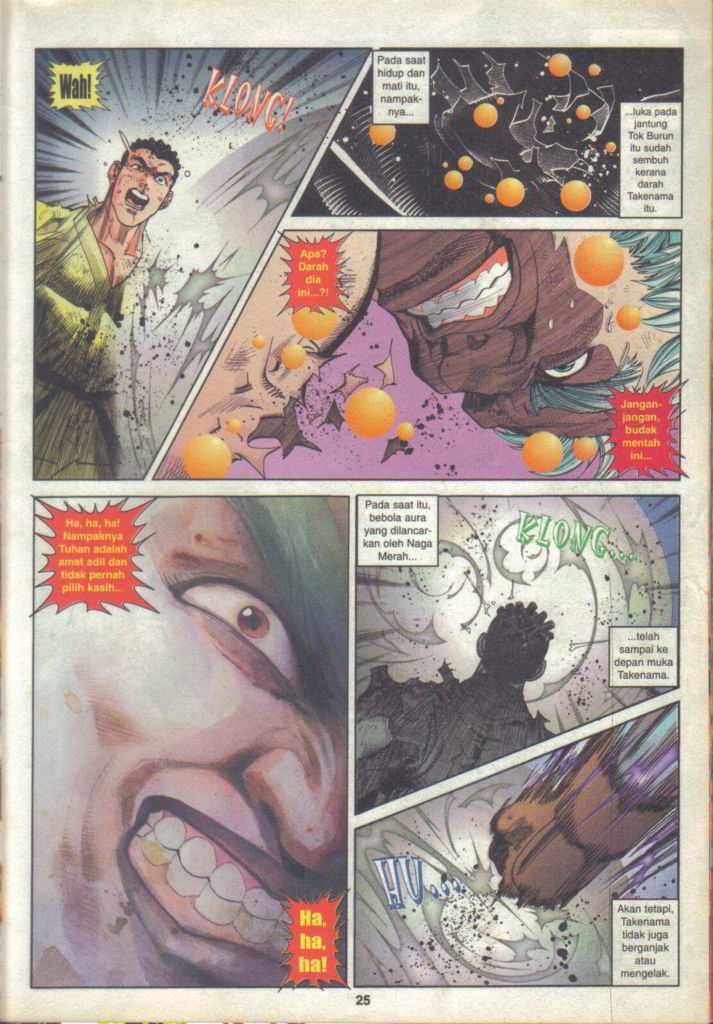 Wah!
KLONG!
Pada saat
hidup dan
mati itu,
nampak-
nya...
...luka pada
jantung
Tok Burun
itu sudah
sembuh
kerana
darah
Takenama
itu.
Apa?
Darah
dia
ini...?!
Jangan-
jangan,
budak
mentah
ini...
Ha, ha, ha!
Nampaknya
Tuhan adalah
amat adil dan
tidak pernah
pilih kasih...
Ha,
ha,
ha!
Pada saat itu,
bebola aura
yang dilancar-
kan oleh Naga
Merah...
KLONG...
...telah
sampai ke
depan muka
Takenama.
HU....
Akan tetapi,
Takenama
tidak juga
berganjak
atau
mengelak.
25